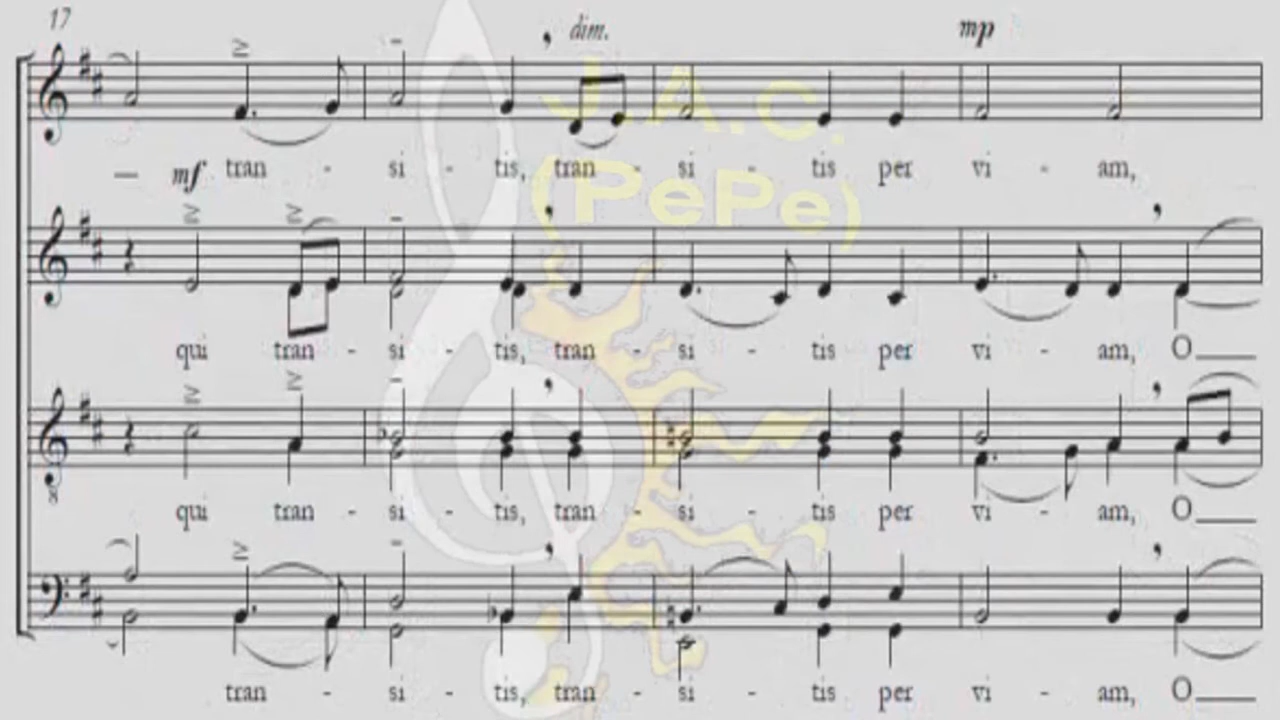 17
dim.
mp
J.A.C.
mf tran - si - tis, tran - si - tis per vi - am,
(PePe)
qui tran - si - tis, tran - si - tis per vi - am, O
8
qui tran - si - tis, tran - si - tis per vi - am, O
tran - si - tis, tran - si - tis per vi - am, O